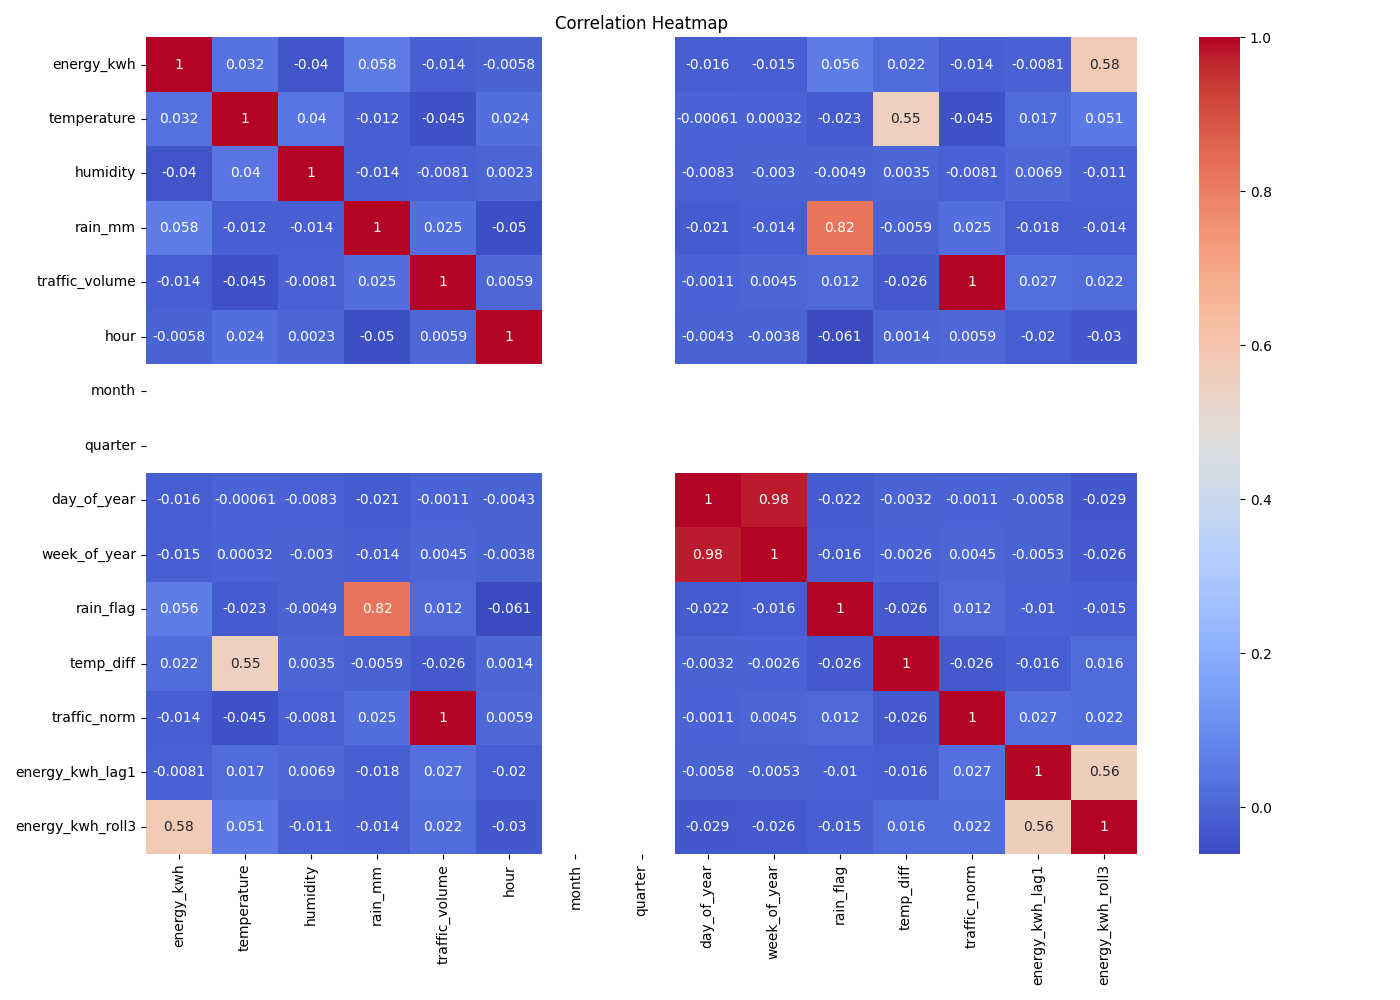 Correlation Heatmap
energy_kwh 1 0.032 -0.04 0.058 -0.014 -0.0058 -0.016 -0.015 0.056 0.022 -0.014 -0.0081 0.58
temperature 0.032 1 0.04 -0.012 -0.045 0.024 -0.00061 0.00032 -0.023 0.55 -0.045 0.017 0.051
humidity -0.04 0.04 1 -0.014 -0.0081 0.0023 -0.0083 -0.003 -0.0049 0.0035 -0.0081 0.0069 -0.011
rain_mm 0.058 -0.012 -0.014 1 0.025 -0.05 -0.021 -0.014 0.82 -0.0059 0.025 -0.018 -0.014
traffic_volume -0.014 -0.045 -0.0081 0.025 1 0.0059 -0.0011 0.0045 0.012 -0.026 1 0.027 0.022
hour -0.0058 0.024 0.0023 -0.05 0.0059 1 -0.0043 -0.0038 -0.061 0.0014 0.0059 -0.02 -0.03
month
quarter
day_of_year -0.016 -0.00061 -0.0083 -0.021 -0.0011 -0.0043 1 0.98 -0.022 -0.0032 -0.0011 -0.0058 -0.029
week_of_year -0.015 0.00032 -0.003 -0.014 0.0045 -0.0038 0.98 1 -0.016 -0.0026 0.0045 -0.0053 -0.026
rain_flag 0.056 -0.023 -0.0049 0.82 0.012 -0.061 -0.022 -0.016 1 -0.026 0.012 -0.01 -0.015
temp_diff 0.022 0.55 0.0035 -0.0059 -0.026 0.0014 -0.0032 -0.0026 -0.026 1 -0.026 -0.016 0.016
traffic_norm -0.014 -0.045 -0.0081 0.025 1 0.0059 -0.0011 0.0045 0.012 -0.026 1 0.027 0.022
energy_kwh_lag1 -0.0081 0.017 0.0069 -0.018 0.027 -0.02 -0.0058 -0.0053 -0.01 -0.016 0.027 1 0.56
energy_kwh_roll3 0.58 0.051 -0.011 -0.014 0.022 -0.03 -0.029 -0.026 -0.015 0.016 0.022 0.56 1
energy_kwh
temperature
humidity
rain_mm
traffic_volume
hour
month
quarter
day_of_year
week_of_year
rain_flag
temp_diff
traffic_norm
energy_kwh_lag1
energy_kwh_roll3
1.0
0.8
0.6
0.4
0.2
0.0